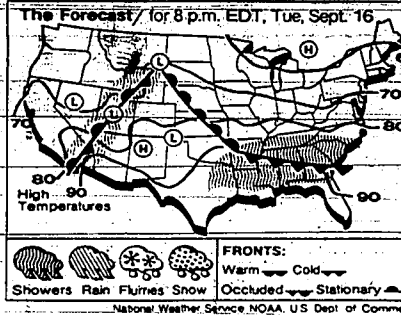 The Forecast/ for 8 p.m. EDT, Tue, Sept. 16
H
L
70
L
L
70
80
L
H
80
90
High
Temperatures
90
Showers Rain Flurries Snow
FRONTS:
Warm Cold
Occluded Stationary
National Weather Service NOAA, U S Dept of Comme